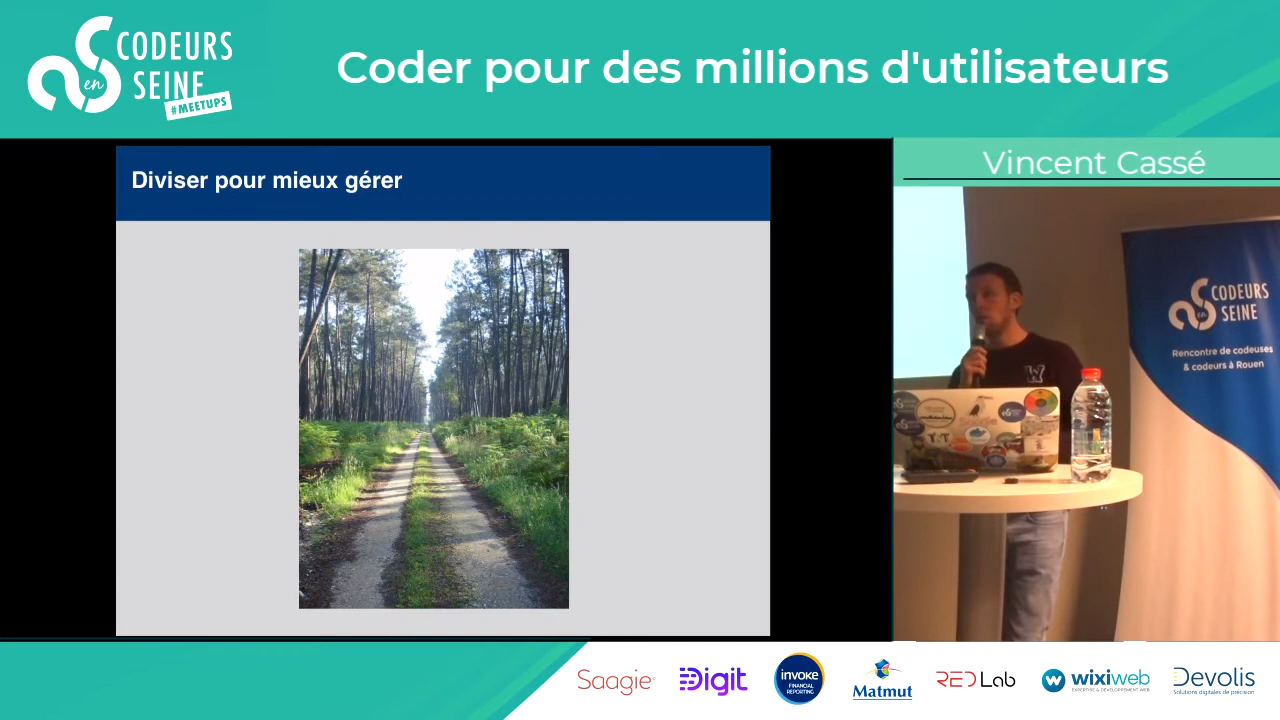 CODEURS
en
SEINE
#MEETUPS
Coder pour des millions d'utilisateurs
Diviser pour mieux gérer
Vincent Cassé
W
CODEURS
en
SEINE
Rencontre de codeuses
& codeurs à Rouen
Saagie
Digit
invoke
FINANCIAL
REPORTING
Matmut
RED Lab
W wixiweb
EXPERTISE & DÉVELOPPEMENT WEB
Devolis
Solutions digitales de précision